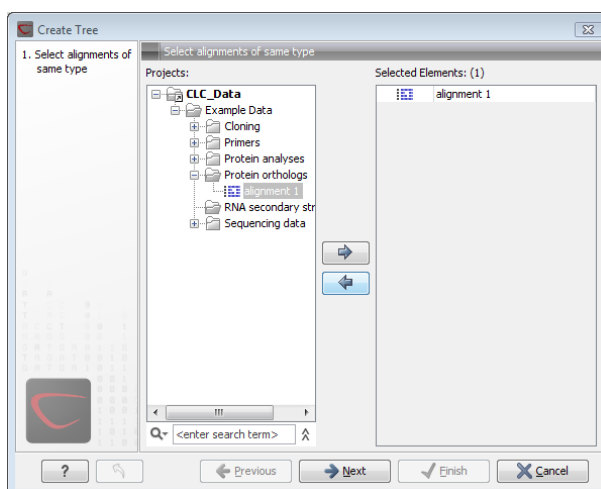 Create Tree
1. Select alignments of
same type
Select alignments of same type
Projects:
CLC_Data
Example Data
Cloning
Primers
Protein analyses
Protein orthologs
alignment 1
RNA secondary str
Sequencing data
<enter search term>
Selected Elements: (1)
alignment 1
?
Previous
Next
Finish
Cancel